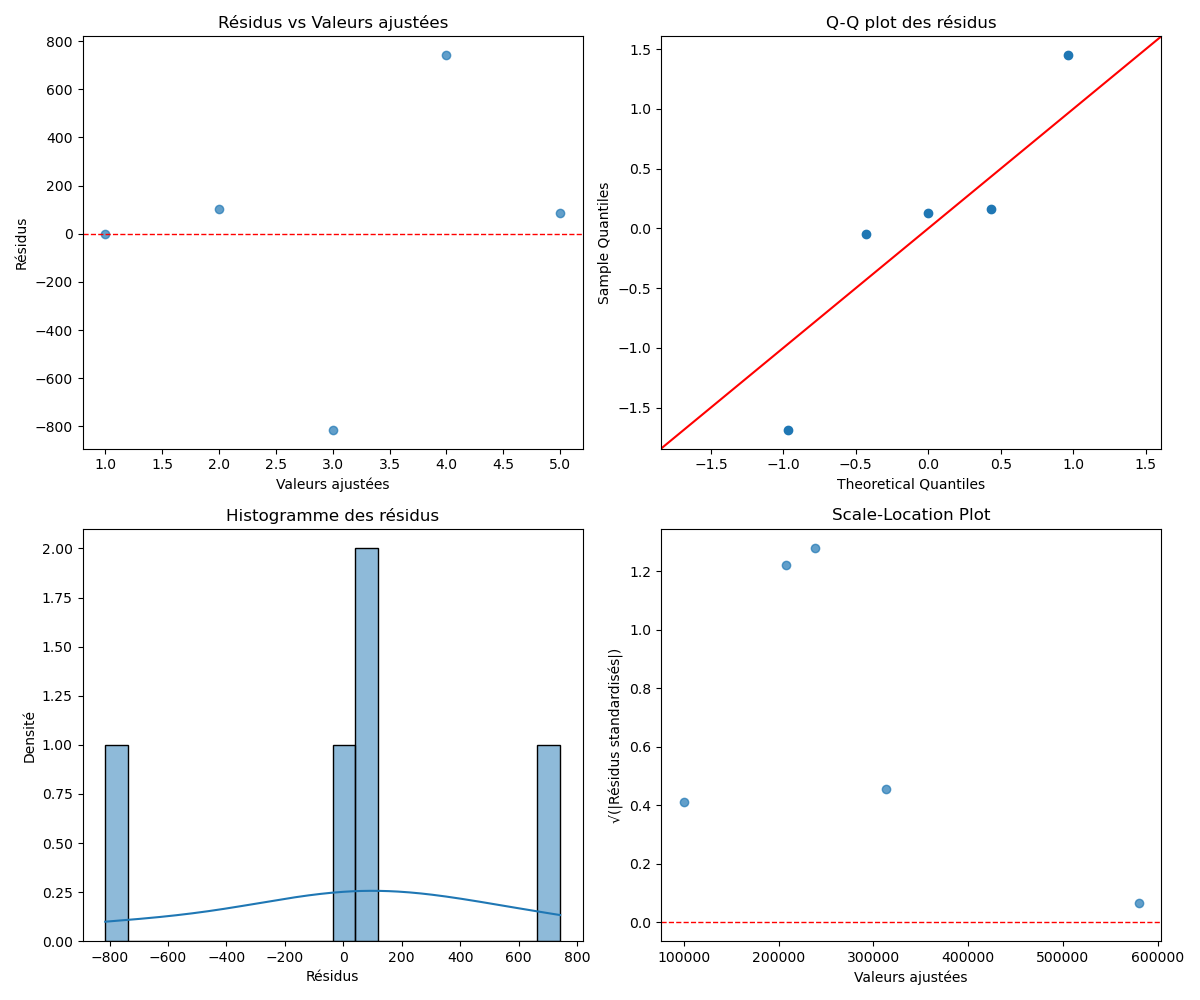 Résidus vs Valeurs ajustées
800
600
400
200
0
−200
−400
−600
−800
Résidus
1.0 1.5 2.0 2.5 3.0 3.5 4.0 4.5 5.0
Valeurs ajustées
Q-Q plot des résidus
1.5
1.0
0.5
0.0
−0.5
−1.0
−1.5
Sample Quantiles
−1.5 −1.0 −0.5 0.0 0.5 1.0 1.5
Theoretical Quantiles
Histogramme des résidus
2.00
1.75
1.50
1.25
1.00
0.75
0.50
0.25
0.00
Densité
−800 −600 −400 −200 0 200 400 600 800
Résidus
Scale-Location Plot
1.2
1.0
0.8
0.6
0.4
0.2
0.0
√(|Résidus standardisés|)
100000 200000 300000 400000 500000 600000
Valeurs ajustées